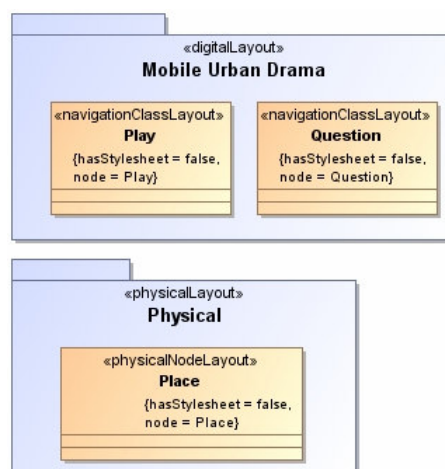 «digitalLayout»
Mobile Urban Drama
«navigationClassLayout»
Play
{hasStylesheet = false,
node = Play}
«navigationClassLayout»
Question
{hasStylesheet = false,
node = Question}
«physicalLayout»
Physical
«physicalNodeLayout»
Place
{hasStylesheet = false,
node = Place}